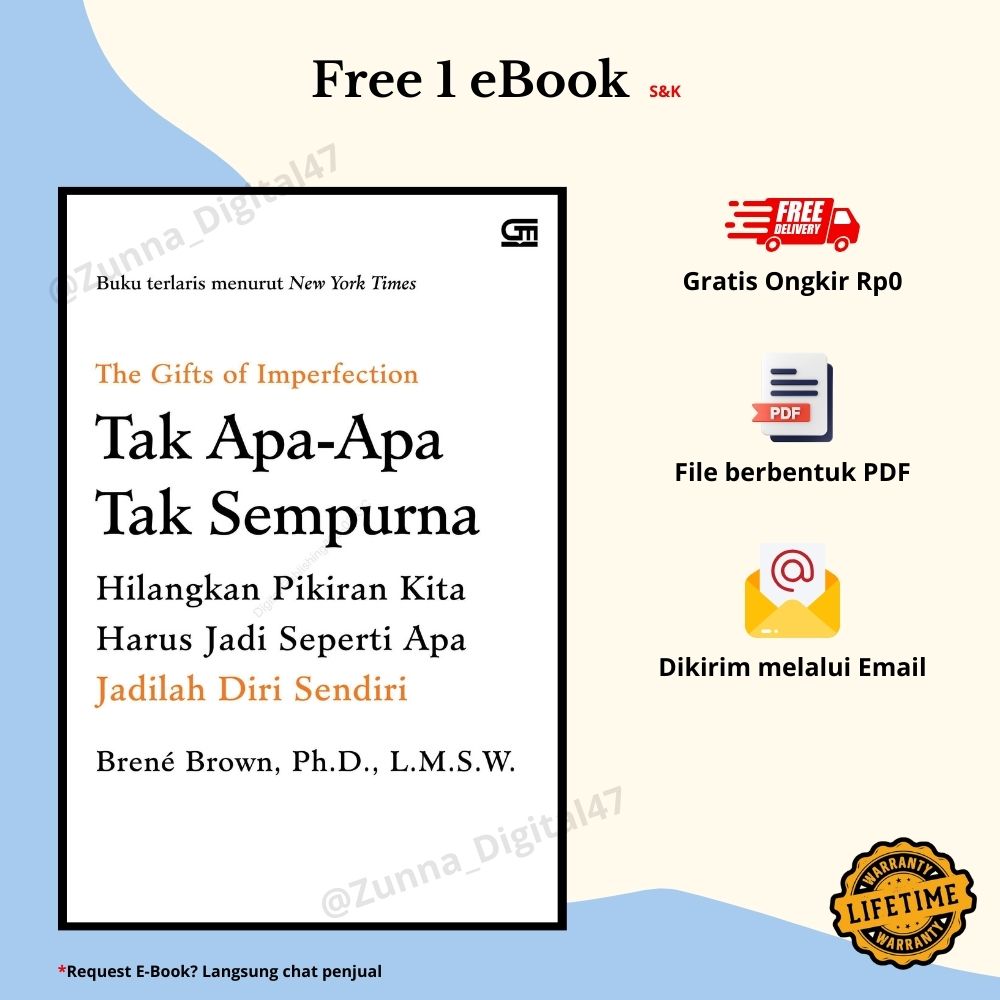 Free 1 eBook S&K
@Zunna_Digital47
GM
Buku terlaris menurut New York Times
The Gifts of Imperfection
Tak Apa-Apa
Tak Sempurna
Hilangkan Pikiran Kita
Harus Jadi Seperti Apa
Jadilah Diri Sendiri
Brené Brown, Ph.D., L.M.S.W.
@Zunna_Digital47
FREE
DELIVERY
Gratis Ongkir Rp0
PDF
File berbentuk PDF
@
Dikirim melalui Email
WARRANTY
LIFETIME
WARRANTY
*Request E-Book? Langsung chat penjual